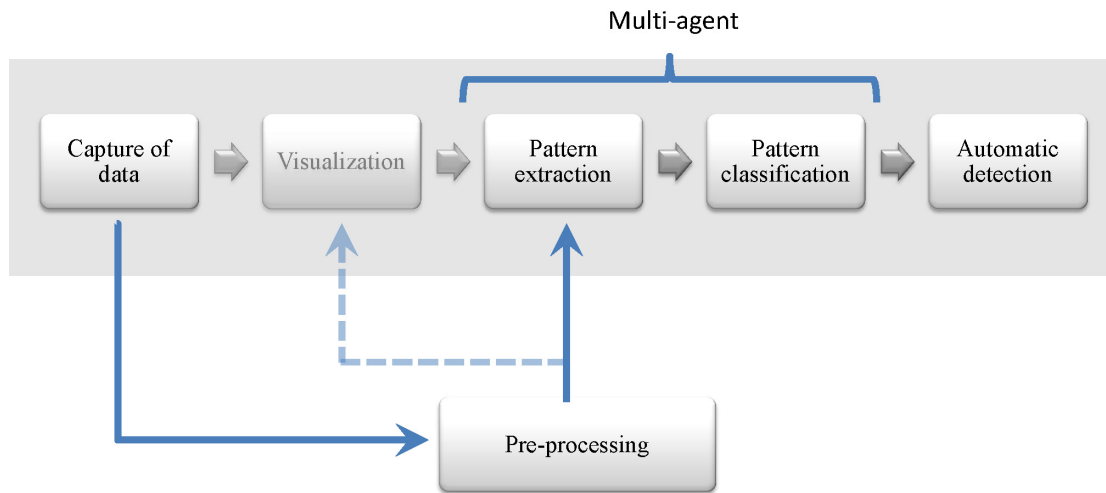 Multi-agent
Capture of
data
Visualization
Pattern
extraction
Pattern
classification
Automatic
detection
Pre-processing